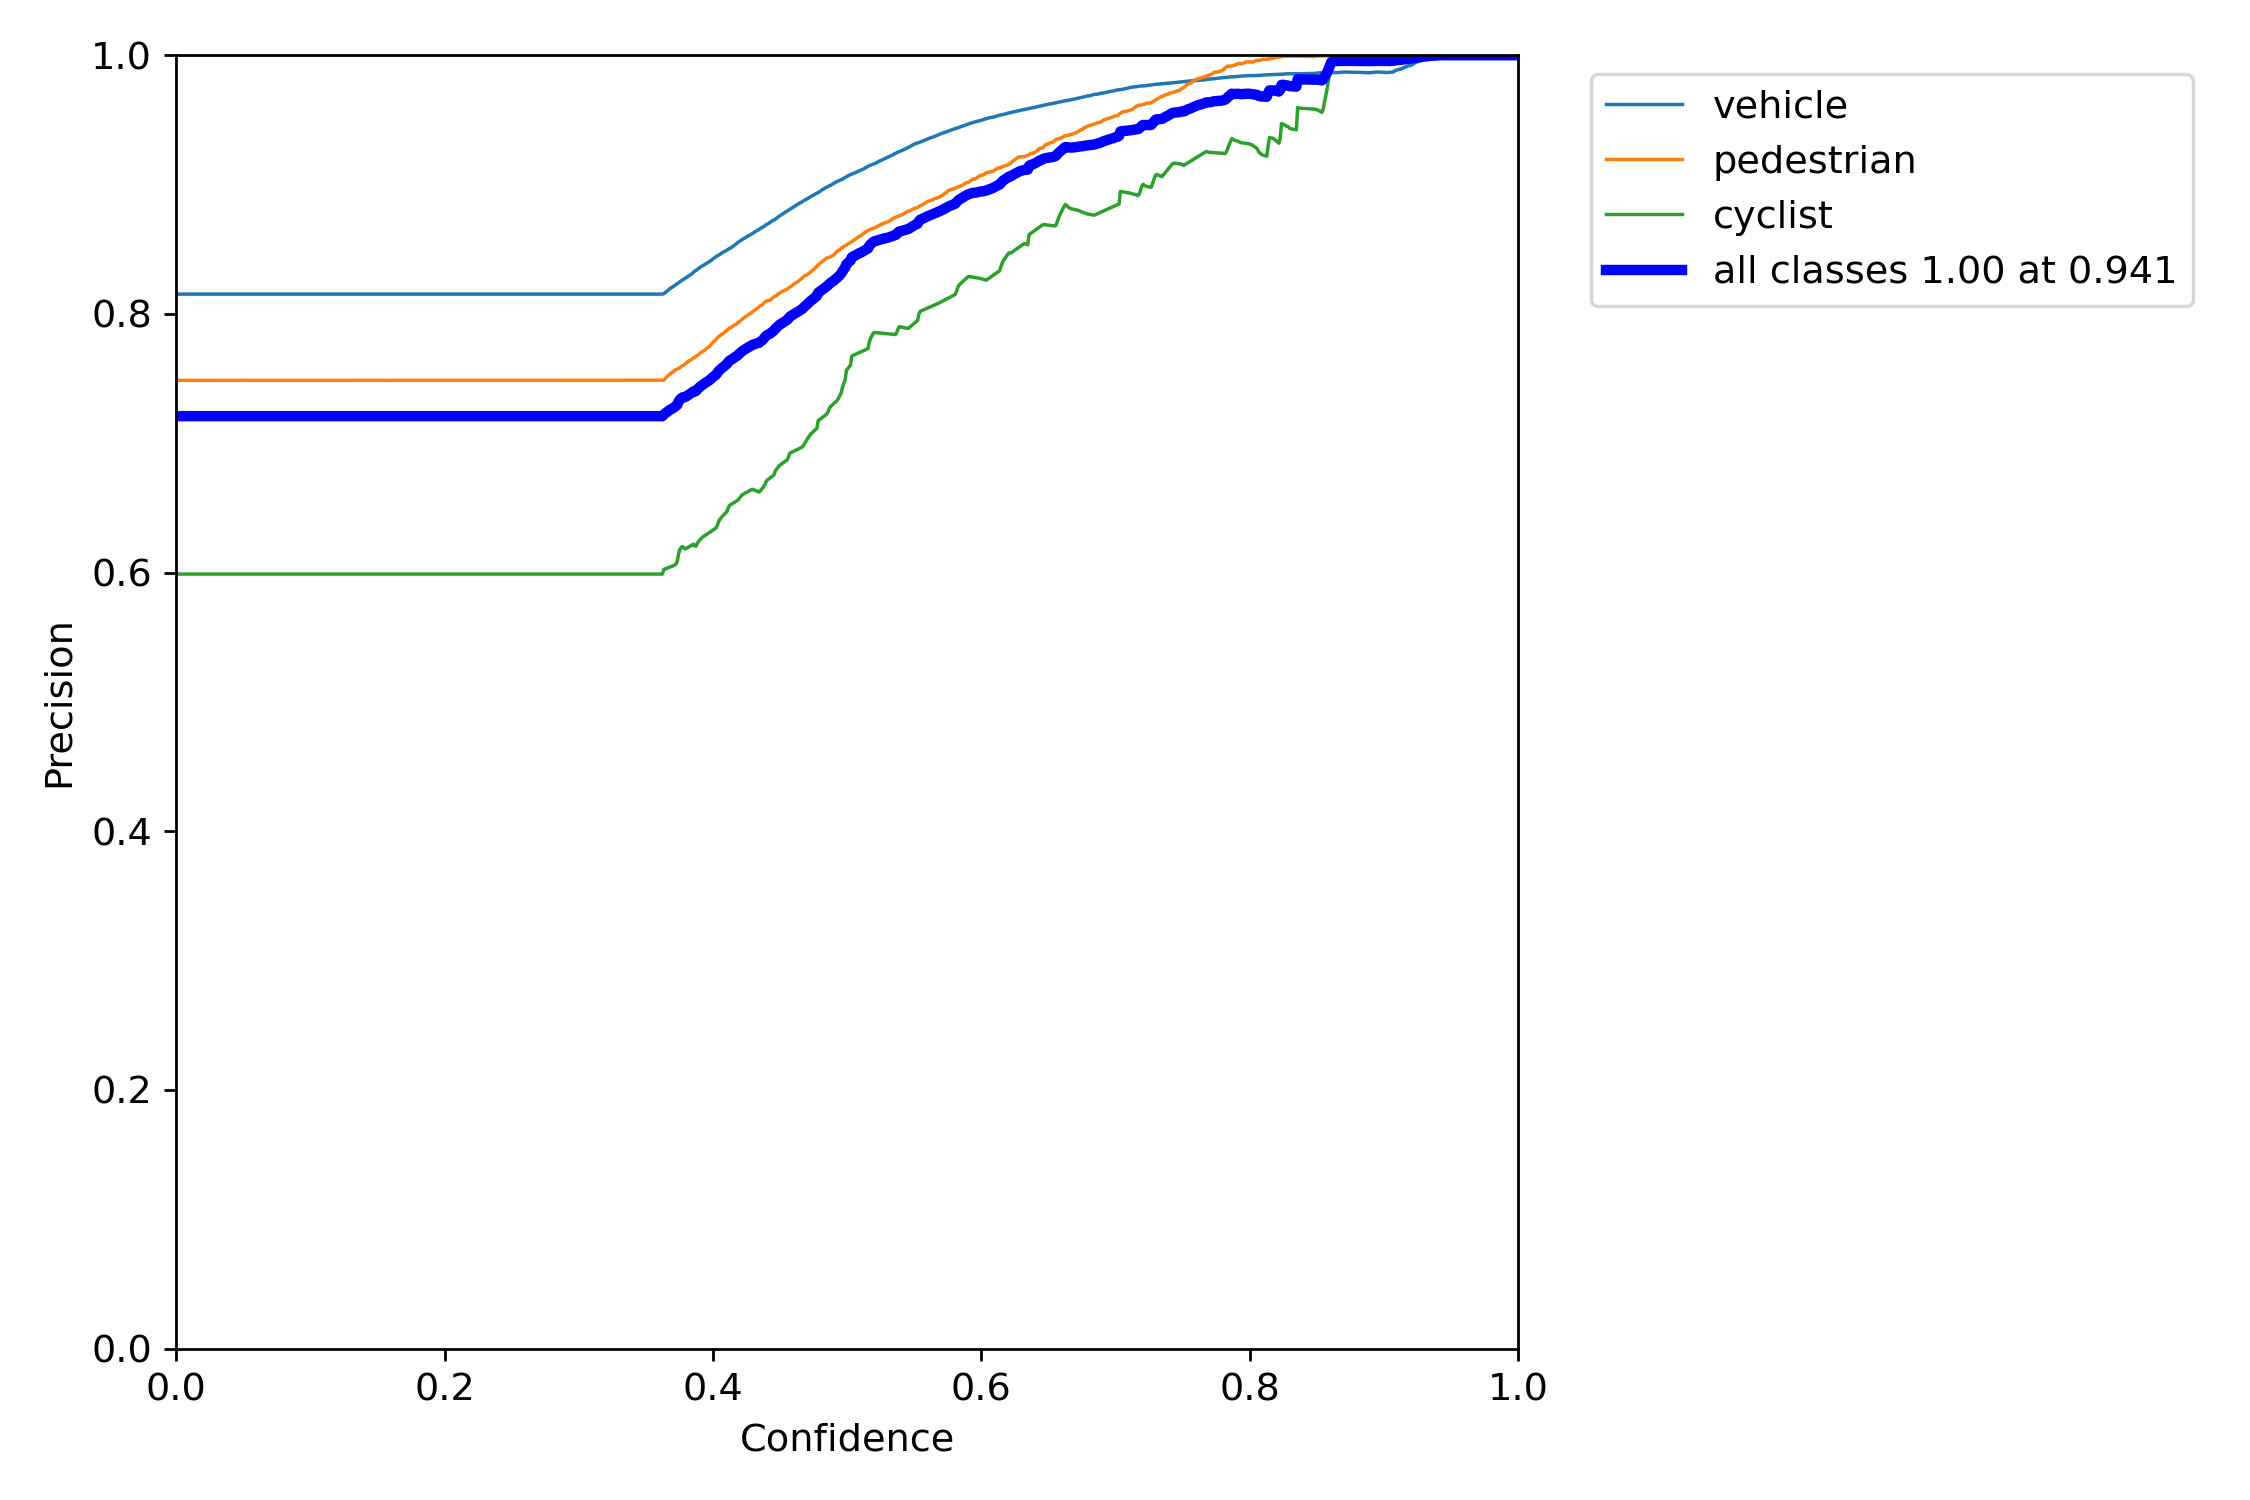 1.0
0.8
0.6
0.4
0.2
0.0
Precision
0.0 0.2 0.4 0.6 0.8 1.0
Confidence
vehicle
pedestrian
cyclist
all classes 1.00 at 0.941